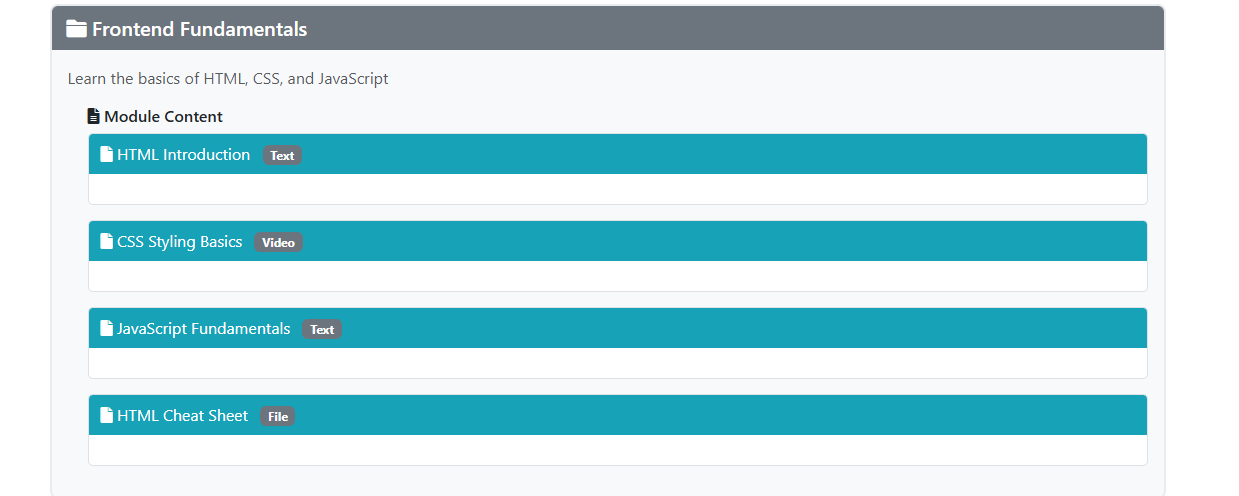 Frontend Fundamentals
Learn the basics of HTML, CSS, and JavaScript
Module Content
HTML Introduction Text
CSS Styling Basics Video
JavaScript Fundamentals Text
HTML Cheat Sheet File